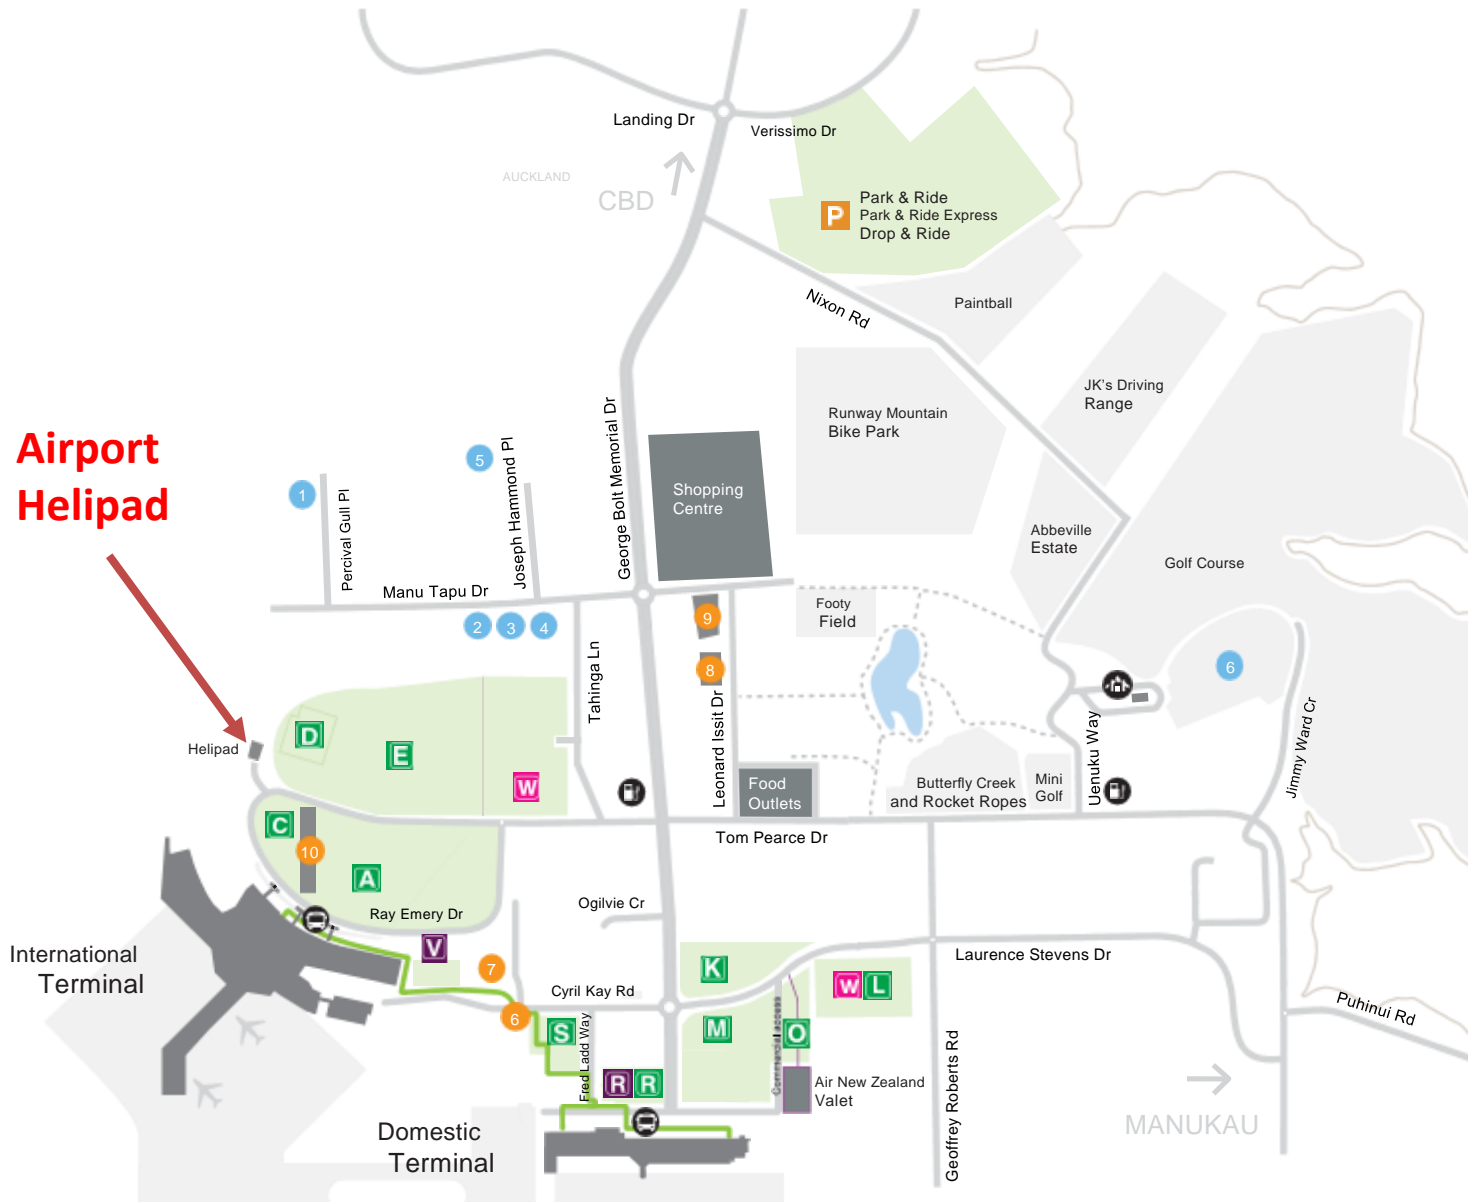 Landing Dr
Verissimo Dr
AUCKLAND
CBD
P
Park & Ride
Park & Ride Express
Drop & Ride
Nixon Rd
Paintball
JK's Driving
Range
Runway Mountain
Bike Park
George Bolt Memorial Dr
Airport
Helipad
Shopping
Centre
1
5
Percival Gull Pl
Joseph Hammond Pl
Abbeville
Estate
Golf Course
Manu Tapu Dr
2
3
4
9
8
Footy
Field
6
Tahinga Ln
Leonard Issit Dr
Uenuku Way
Jimmy Ward Cr
Helipad
D
E
W
Food
Outlets
Butterfly Creek
and Rocket Ropes
Mini
Golf
C
10
A
Tom Pearce Dr
Ray Emery Dr
Ogilvie Cr
V
7
K
Laurence Stevens Dr
International
Terminal
Cyril Kay Rd
W
L
6
S
Fred Ladd Way
M
Commercial access
O
Puhinui Rd
R
R
Air New Zealand
Valet
Geoffrey Roberts Rd
MANUKAU
Domestic
Terminal